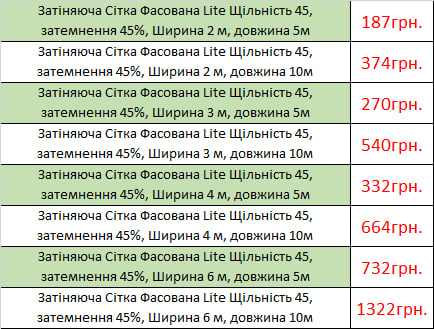 Затіняюча Сітка Фасована Lite Щільність 45,
затемнення 45%, Ширина 2 м, довжина 5м
187грн.
Затіняюча Сітка Фасована Lite Щільність 45,
затемнення 45%, Ширина 2 м, довжина 10м
374грн.
Затіняюча Сітка Фасована Lite Щільність 45,
затемнення 45%, Ширина 3 м, довжина 5м
270грн.
Затіняюча Сітка Фасована Lite Щільність 45,
затемнення 45%, Ширина 3 м, довжина 10м
540грн.
Затіняюча Сітка Фасована Lite Щільність 45,
затемнення 45%, Ширина 4 м, довжина 5м
332грн.
Затіняюча Сітка Фасована Lite Щільність 45,
затемнення 45%, Ширина 4 м, довжина 10м
664грн.
Затіняюча Сітка Фасована Lite Щільність 45,
затемнення 45%, Ширина 6 м, довжина 5м
732грн.
Затіняюча Сітка Фасована Lite Щільність 45,
затемнення 45%, Ширина 6 м, довжина 10м
1322грн.